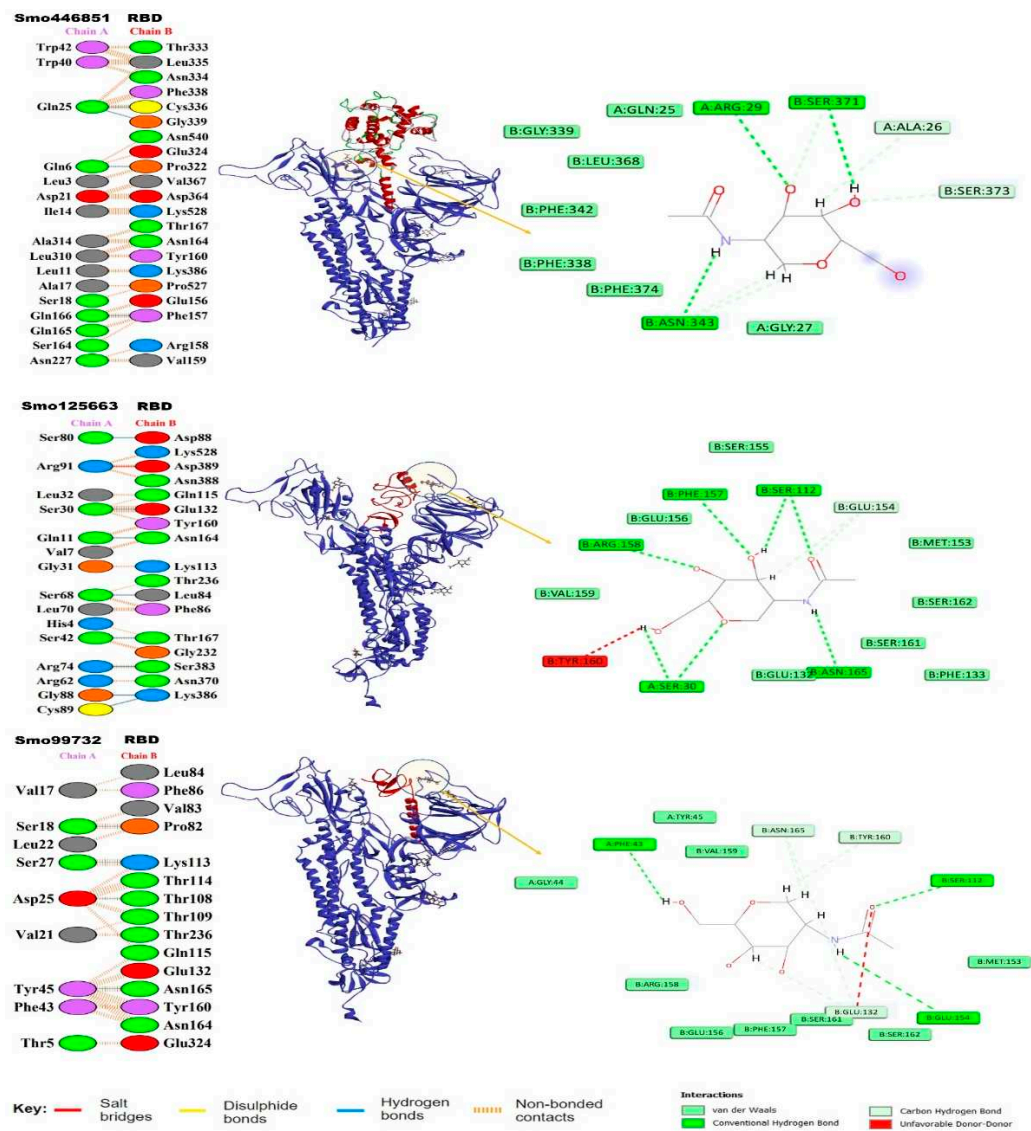 Smo446851 RBD
Chain A Chain B
Trp42 Thr333
Trp40 Leu335
Asn334
Phe338
Gln25 Cys336
Gly339
Asn540
Glu324
Gln6 Pro322
Leu3 Val367
Asp21 Asp364
Ile14 Lys528
Thr167
Ala314 Asn164
Leu310 Tyr160
Leu11 Lys386
Ala17 Pro527
Ser18 Glu156
Gln166 Phe157
Gln165
Ser164 Arg158
Asn227 Val159
A:GLN:25
A:ARG:29
B:SER:371
A:ALA:26
B:GLY:339
B:LEU:368
B:SER:373
B:PHE:342
B:PHE:338
B:PHE:374
B:ASN:343
A:GLY:27
O
H
H
O
N
H
H
H
O
O
Smo125663 RBD
Chain A Chain B
Ser80 Asp88
Lys528
Arg91 Asp389
Asn388
Leu32 Gln115
Ser30 Glu132
Tyr160
Gln11 Asn164
Val7
Gly31 Lys113
Thr236
Ser68 Leu84
Leu70 Phe86
His4
Ser42 Thr167
Gly232
Arg74 Ser383
Arg62 Asn370
Gly88 Lys386
Cys89
B:SER:155
B:PHE:157
B:SER:112
B:GLU:154
B:GLU:156
B:ARG:158
B:MET:153
B:VAL:159
B:SER:162
B:SER:161
B:TYR:160
A:SER:30
B:GLU:132
B:ASN:165
B:PHE:133
Smo99732 RBD
Chain A Chain B
Leu84
Val17 Phe86
Val83
Ser18 Pro82
Leu22
Ser27 Lys113
Thr114
Asp25 Thr108
Thr109
Val21 Thr236
Gln115
Glu132
Tyr45 Asn165
Phe43 Tyr160
Asn164
Thr5 Glu324
A:TYR:45
B:ASN:165
B:TYR:160
A:PHE:43
B:VAL:159
A:GLY:44
B:SER:112
B:MET:153
B:ARG:158
B:GLU:132
B:GLU:154
B:SER:161
B:PHE:157
B:GLU:156
B:SER:162
Key: Salt bridges
Disulphide bonds
Hydrogen bonds
Non-bonded contacts
Interactions
van der Waals
Conventional Hydrogen Bond
Carbon Hydrogen Bond
Unfavorable Donor-Donor